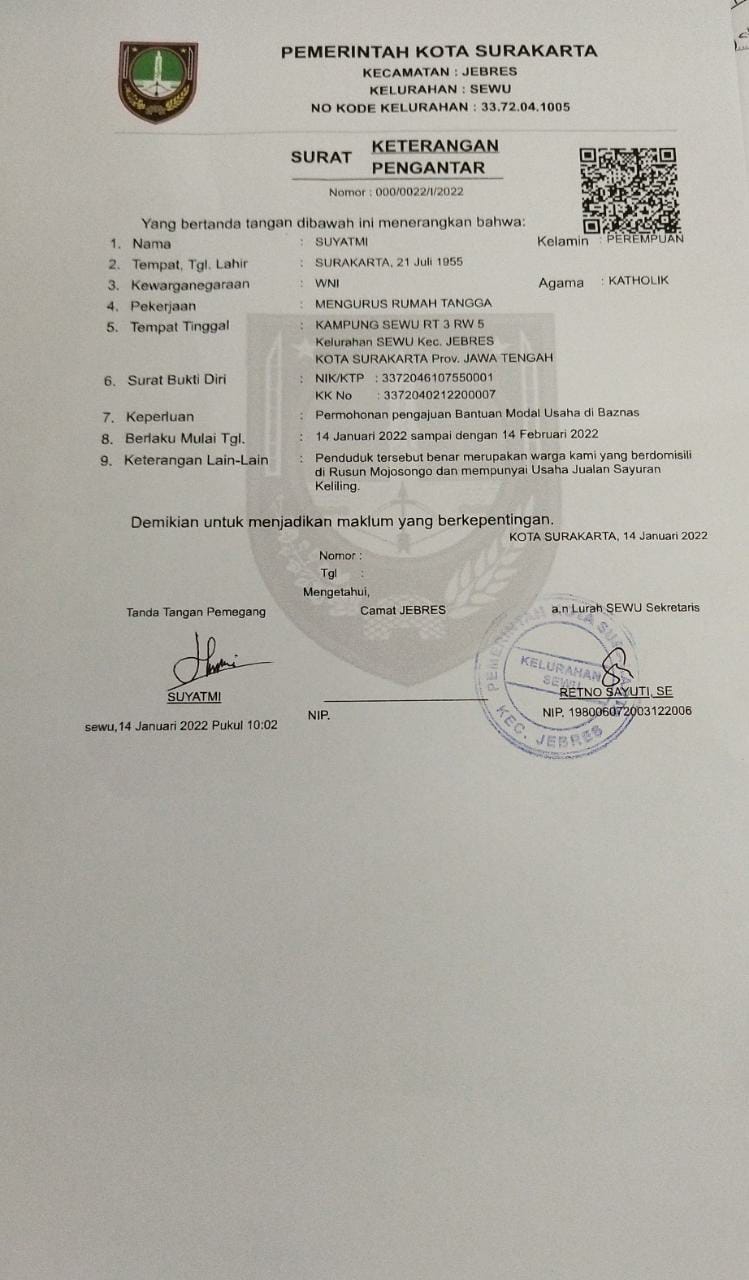 PEMERINTAH KOTA SURAKARTA
KECAMATAN : JEBRES
KELURAHAN : SEWU
NO KODE KELURAHAN : 33.72.04.1005
SURAT KETERANGAN
PENGANTAR
Nomor : 000/0022/I/2022
Yang bertanda tangan dibawah ini menerangkan bahwa:
1. Nama : SUYATMI Kelamin : PEREMPUAN
2. Tempat, Tgl. Lahir : SURAKARTA, 21 Juli 1955
3. Kewarganegaraan : WNI Agama : KATHOLIK
4. Pekerjaan : MENGURUS RUMAH TANGGA
5. Tempat Tinggal : KAMPUNG SEWU RT 3 RW 5
Kelurahan SEWU Kec. JEBRES
KOTA SURAKARTA Prov. JAWA TENGAH
6. Surat Bukti Diri : NIK/KTP : 3372046107550001
KK No : 3372040212200007
7. Keperluan : Permohonan pengajuan Bantuan Modal Usaha di Baznas
8. Berlaku Mulai Tgl. : 14 Januari 2022 sampai dengan 14 Februari 2022
9. Keterangan Lain-Lain : Penduduk tersebut benar merupakan warga kami yang berdomisili
di Rusun Mojosongo dan mempunyai Usaha Jualan Sayuran
Keliling.
Demikian untuk menjadikan maklum yang berkepentingan.
KOTA SURAKARTA, 14 Januari 2022
Nomor :
Tgl :
Mengetahui,
Tanda Tangan Pemegang Camat JEBRES a.n Lurah SEWU Sekretaris
PEMERINTAH KOTA
KELURAHAN
SEWU
KEC. JEBRES
SUYATMI RETNO SAYUTI, SE
NIP. NIP. 198006072003122006
sewu,14 Januari 2022 Pukul 10:02